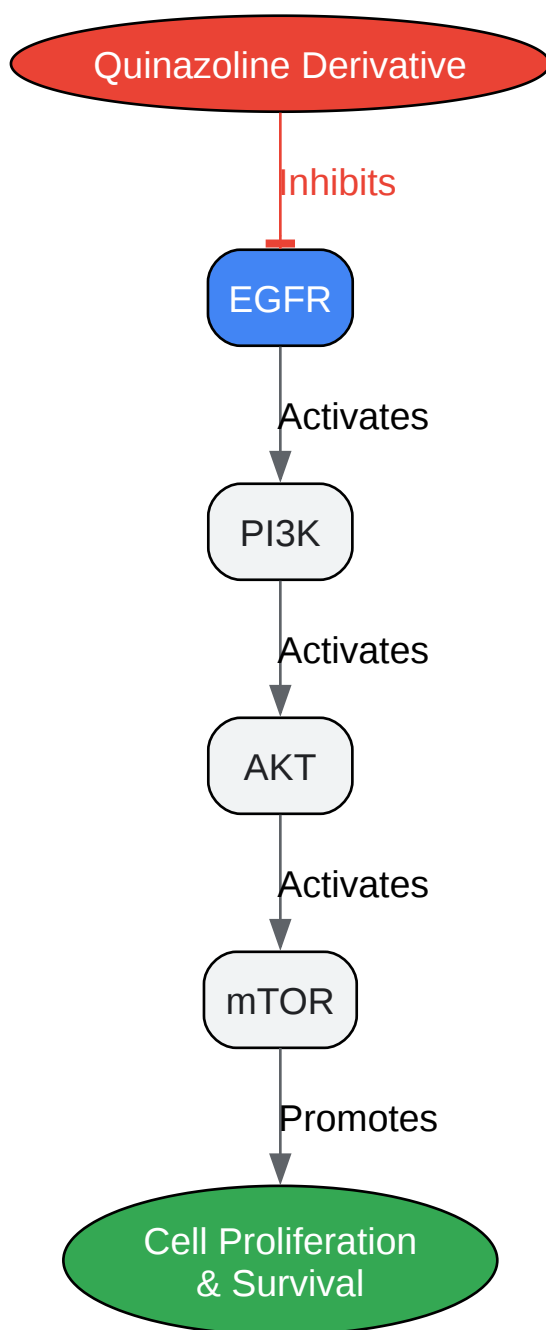 Quinazoline Derivative
Inhibits
EGFR
Activates
PI3K
Activates
AKT
Activates
mTOR
Promotes
Cell Proliferation
& Survival